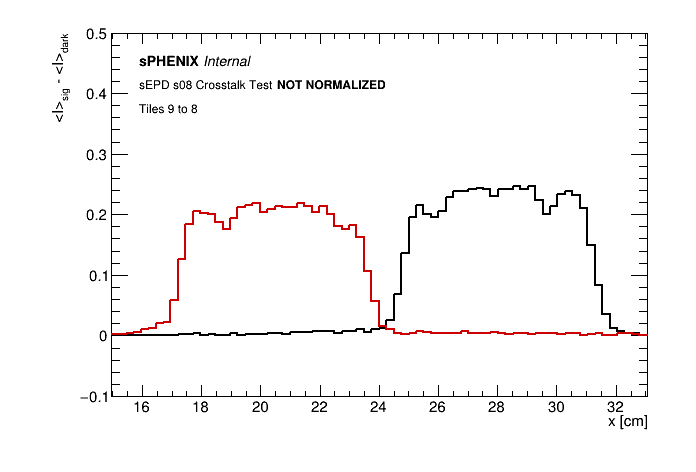 <I>sig - <I>dark
0.5
0.4
0.3
0.2
0.1
0
−0.1
sPHENIX Internal
sEPD s08 Crosstalk Test NOT NORMALIZED
Tiles 9 to 8
16 18 20 22 24 26 28 30 32
x [cm]